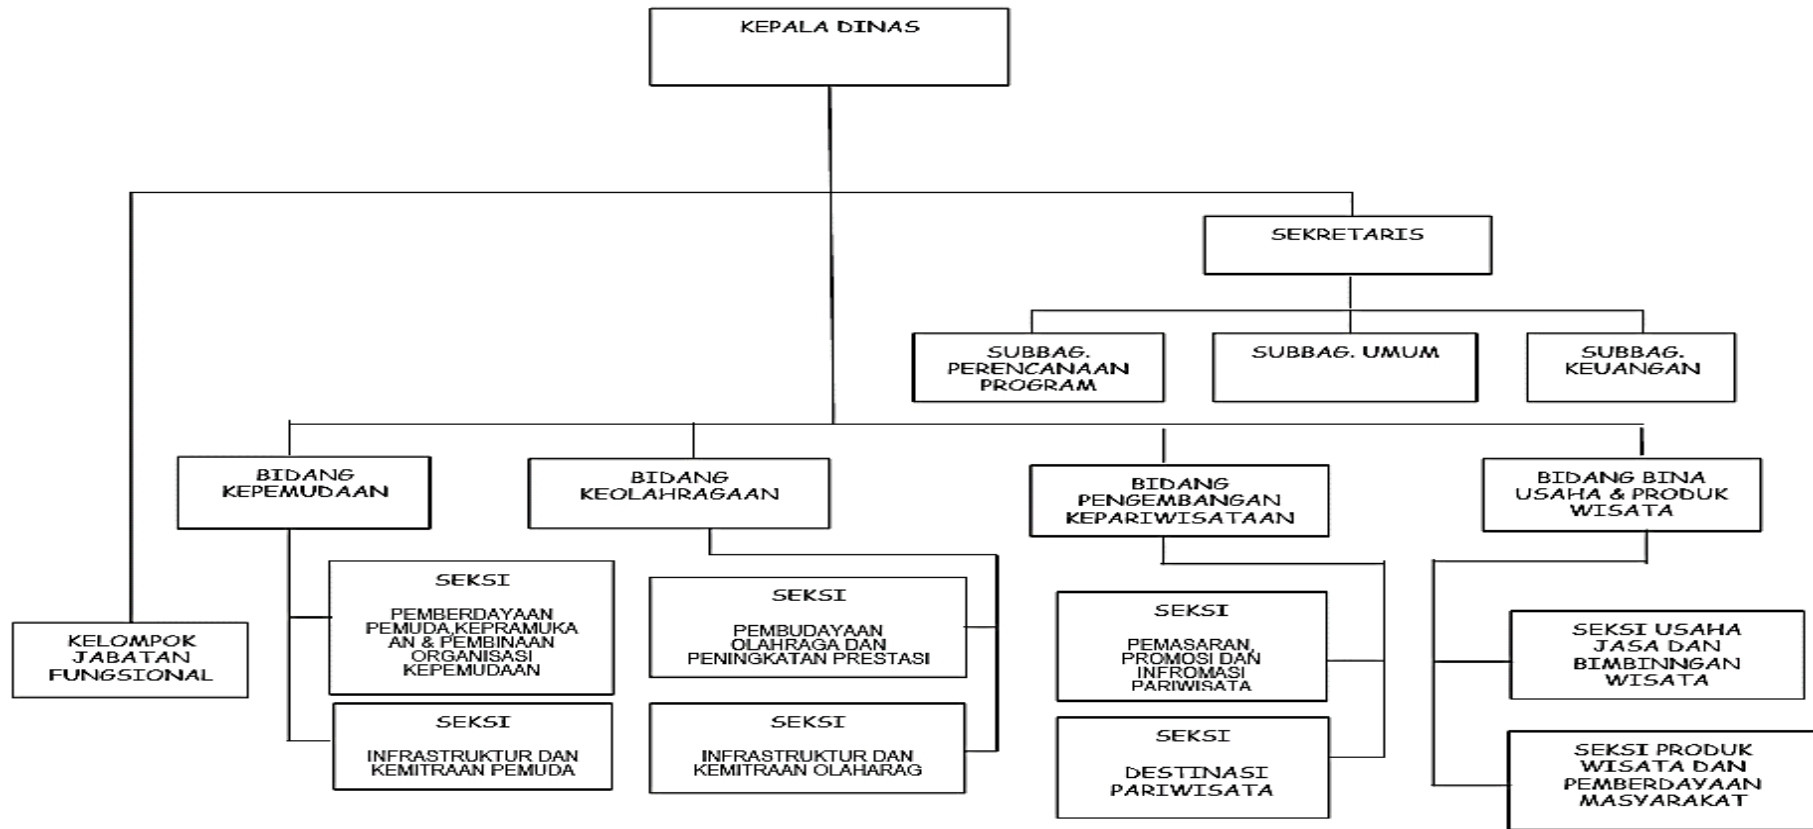 KEPALA DINAS
SEKRETARIS
SUBBAG.
PERENCANAAN
PROGRAM
SUBBAG. UMUM
SUBBAG.
KEUANGAN
BIDANG
KEPEMUDAAN
BIDANG
KEOLAHRAGAAN
BIDANG
PENGEMBANGAN
KEPARIWISATAAN
BIDANG BINA
USAHA & PRODUK
WISATA
KELOMPOK
JABATAN
FUNGSIONAL
SEKSI
PEMBERDAYAAN
PEMUDA,KEPRAMUKA
AN & PEMBINAAN
ORGANISASI
KEPEMUDAAN
SEKSI
PEMBUDAYAAN
OLAHRAGA DAN
PENINGKATAN PRESTASI
SEKSI
PEMASARAN,
PROMOSI DAN
INFROMASI
PARIWISATA
SEKSI USAHA
JASA DAN
BIMBINNGAN
WISATA
SEKSI
INFRASTRUKTUR DAN
KEMITRAAN PEMUDA
SEKSI
INFRASTRUKTUR DAN
KEMITRAAN OLAHARAG
SEKSI
DESTINASI
PARIWISATA
SEKSI PRODUK
WISATA DAN
PEMBERDAYAAN
MASYARAKAT